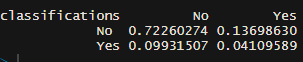 classifications No Yes
No 0.72260274 0.13698630
Yes 0.09931507 0.04109589
>